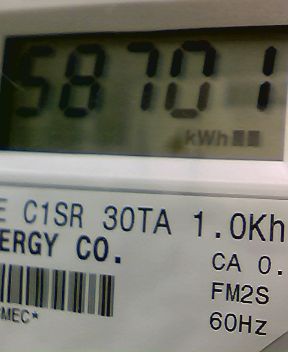 58701
kWh
E C1SR 30TA 1.0Kh
ERGY CO.
CA 0.
FM2S
MEC*
60Hz